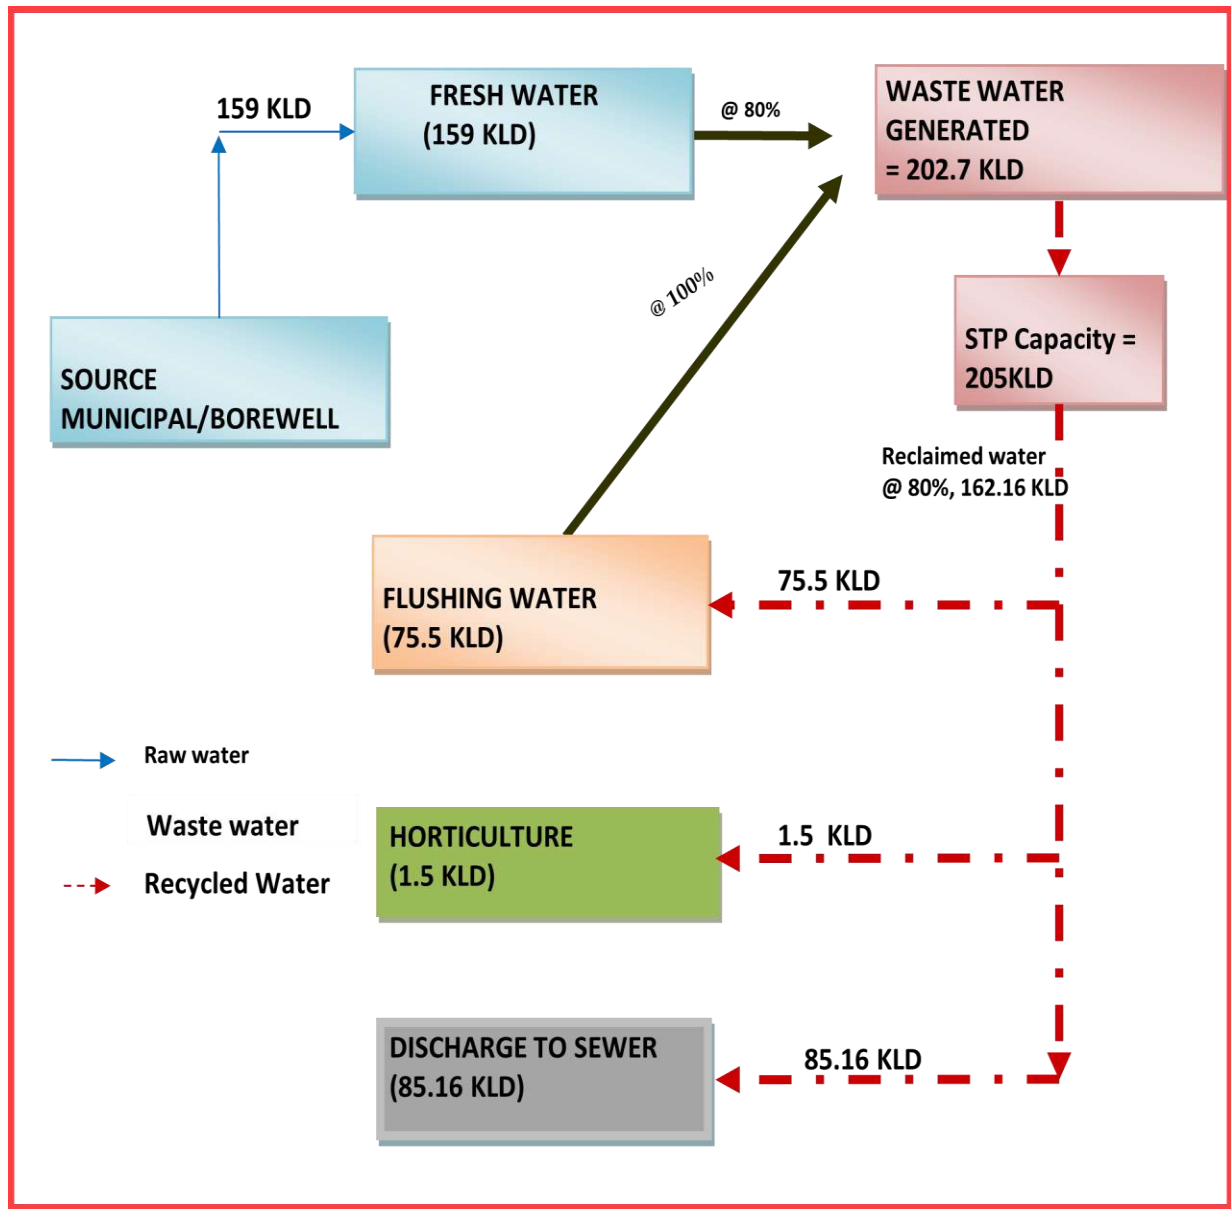 159 KLD
FRESH WATER
(159 KLD)
@ 80%
WASTE WATER
GENERATED
= 202.7 KLD
@ 100%
SOURCE
MUNICIPAL/BOREWELL
STP Capacity =
205KLD
Reclaimed water
@ 80%, 162.16 KLD
FLUSHING WATER
(75.5 KLD)
75.5 KLD
Raw water
Waste water
Recycled Water
HORTICULTURE
(1.5 KLD)
1.5 KLD
DISCHARGE TO SEWER
(85.16 KLD)
85.16 KLD